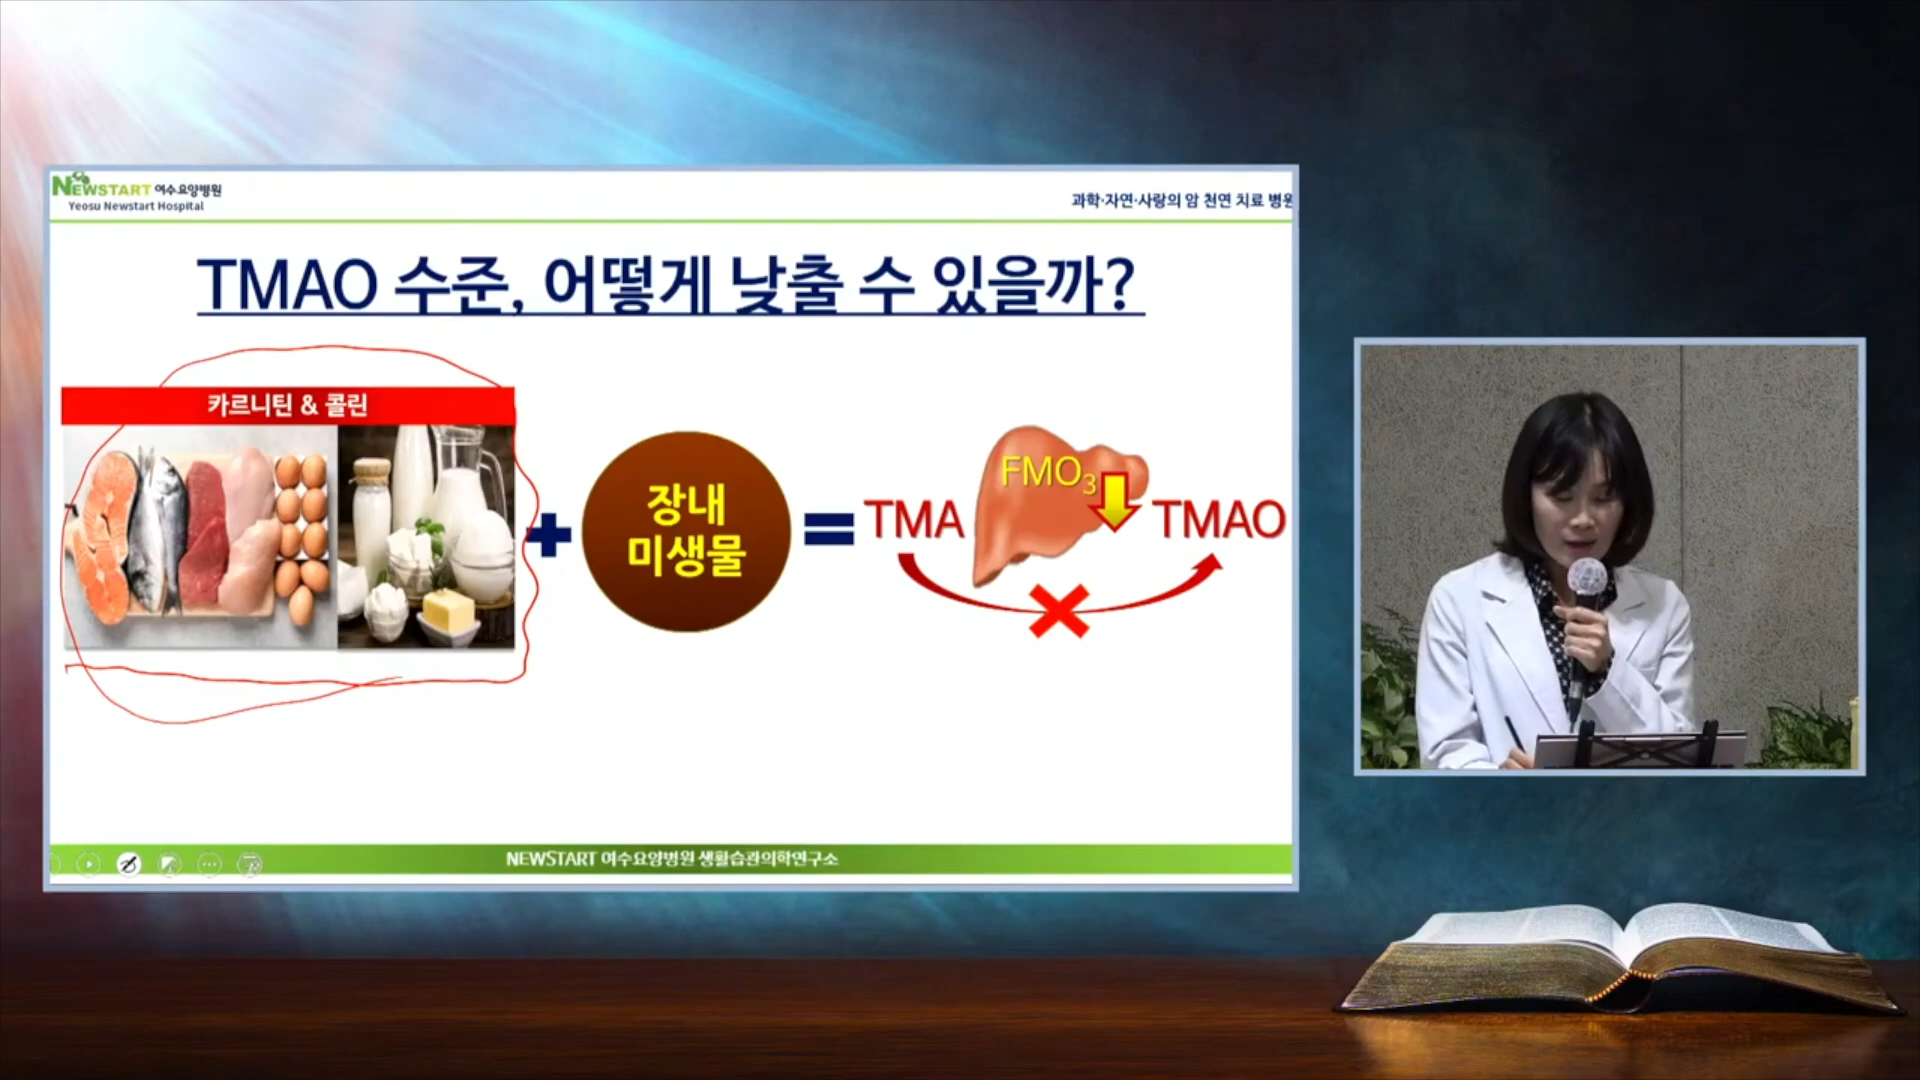 NEWSTART 여수요양병원
Yeosu Newstart Hospital
과학·자연·사랑의 암 천연 치료 병원
TMAO 수준, 어떻게 낮출 수 있을까?
카르니틴 & 콜린
장내
미생물
TMA
FMO3
TMAO
NEWSTART 여수요양병원 생활습관의학연구소